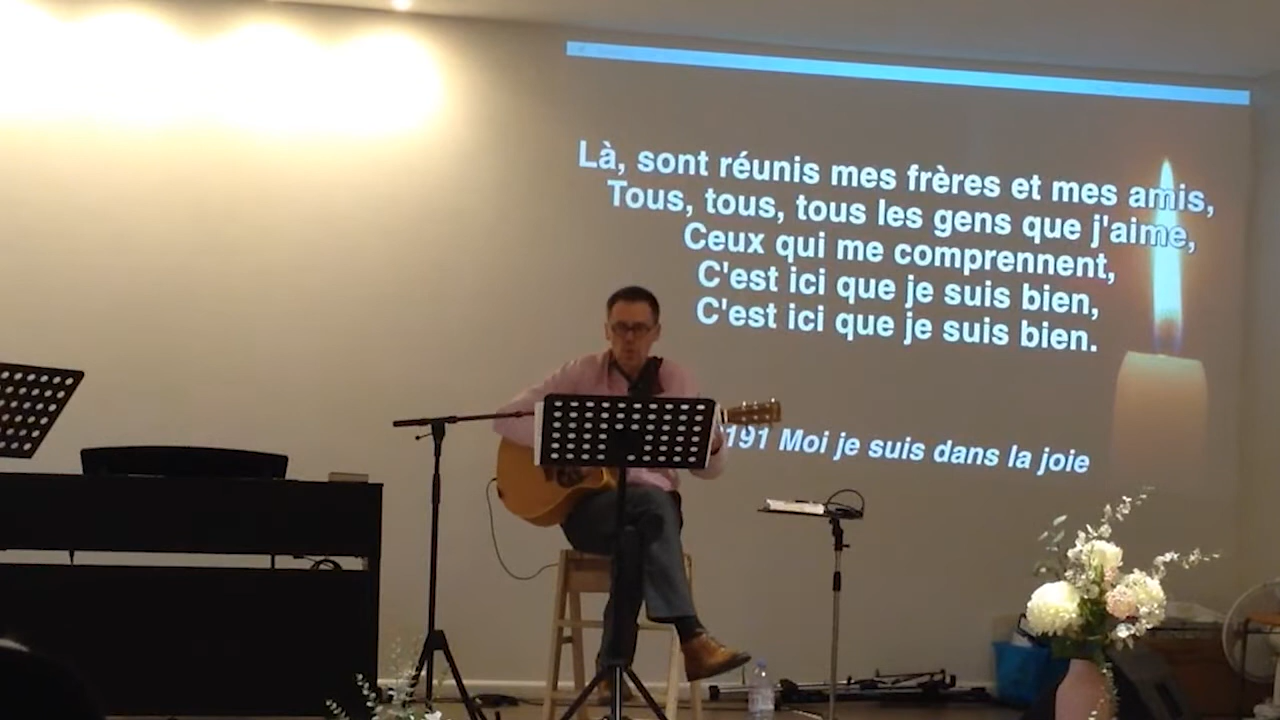 Là, sont réunis mes frères et mes amis,
Tous, tous, tous les gens que j'aime,
Ceux qui me comprennent,
C'est ici que je suis bien,
C'est ici que je suis bien.
191 Moi je suis dans la joie